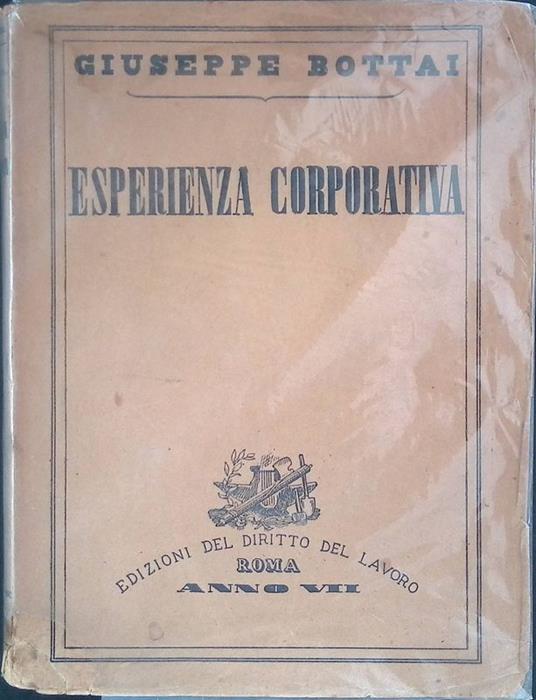 GIUSEPPE BOTTAI
ESPERIENZA CORPORATIVA
EDIZIONI DEL DIRITTO DEL LAVORO
ROMA
ANNO VII